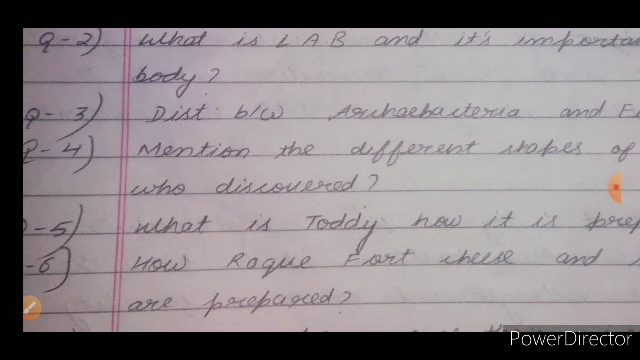 Q-2) What is LAB and it's importa
body?
Q-3) Dist b/w Archaebacteria and
Q-4) Mention the different shapes of
who discovered?
-5) What is Toddy how it is prep
-6) How Roque Fort cheese and
are prepared?
PowerDirector